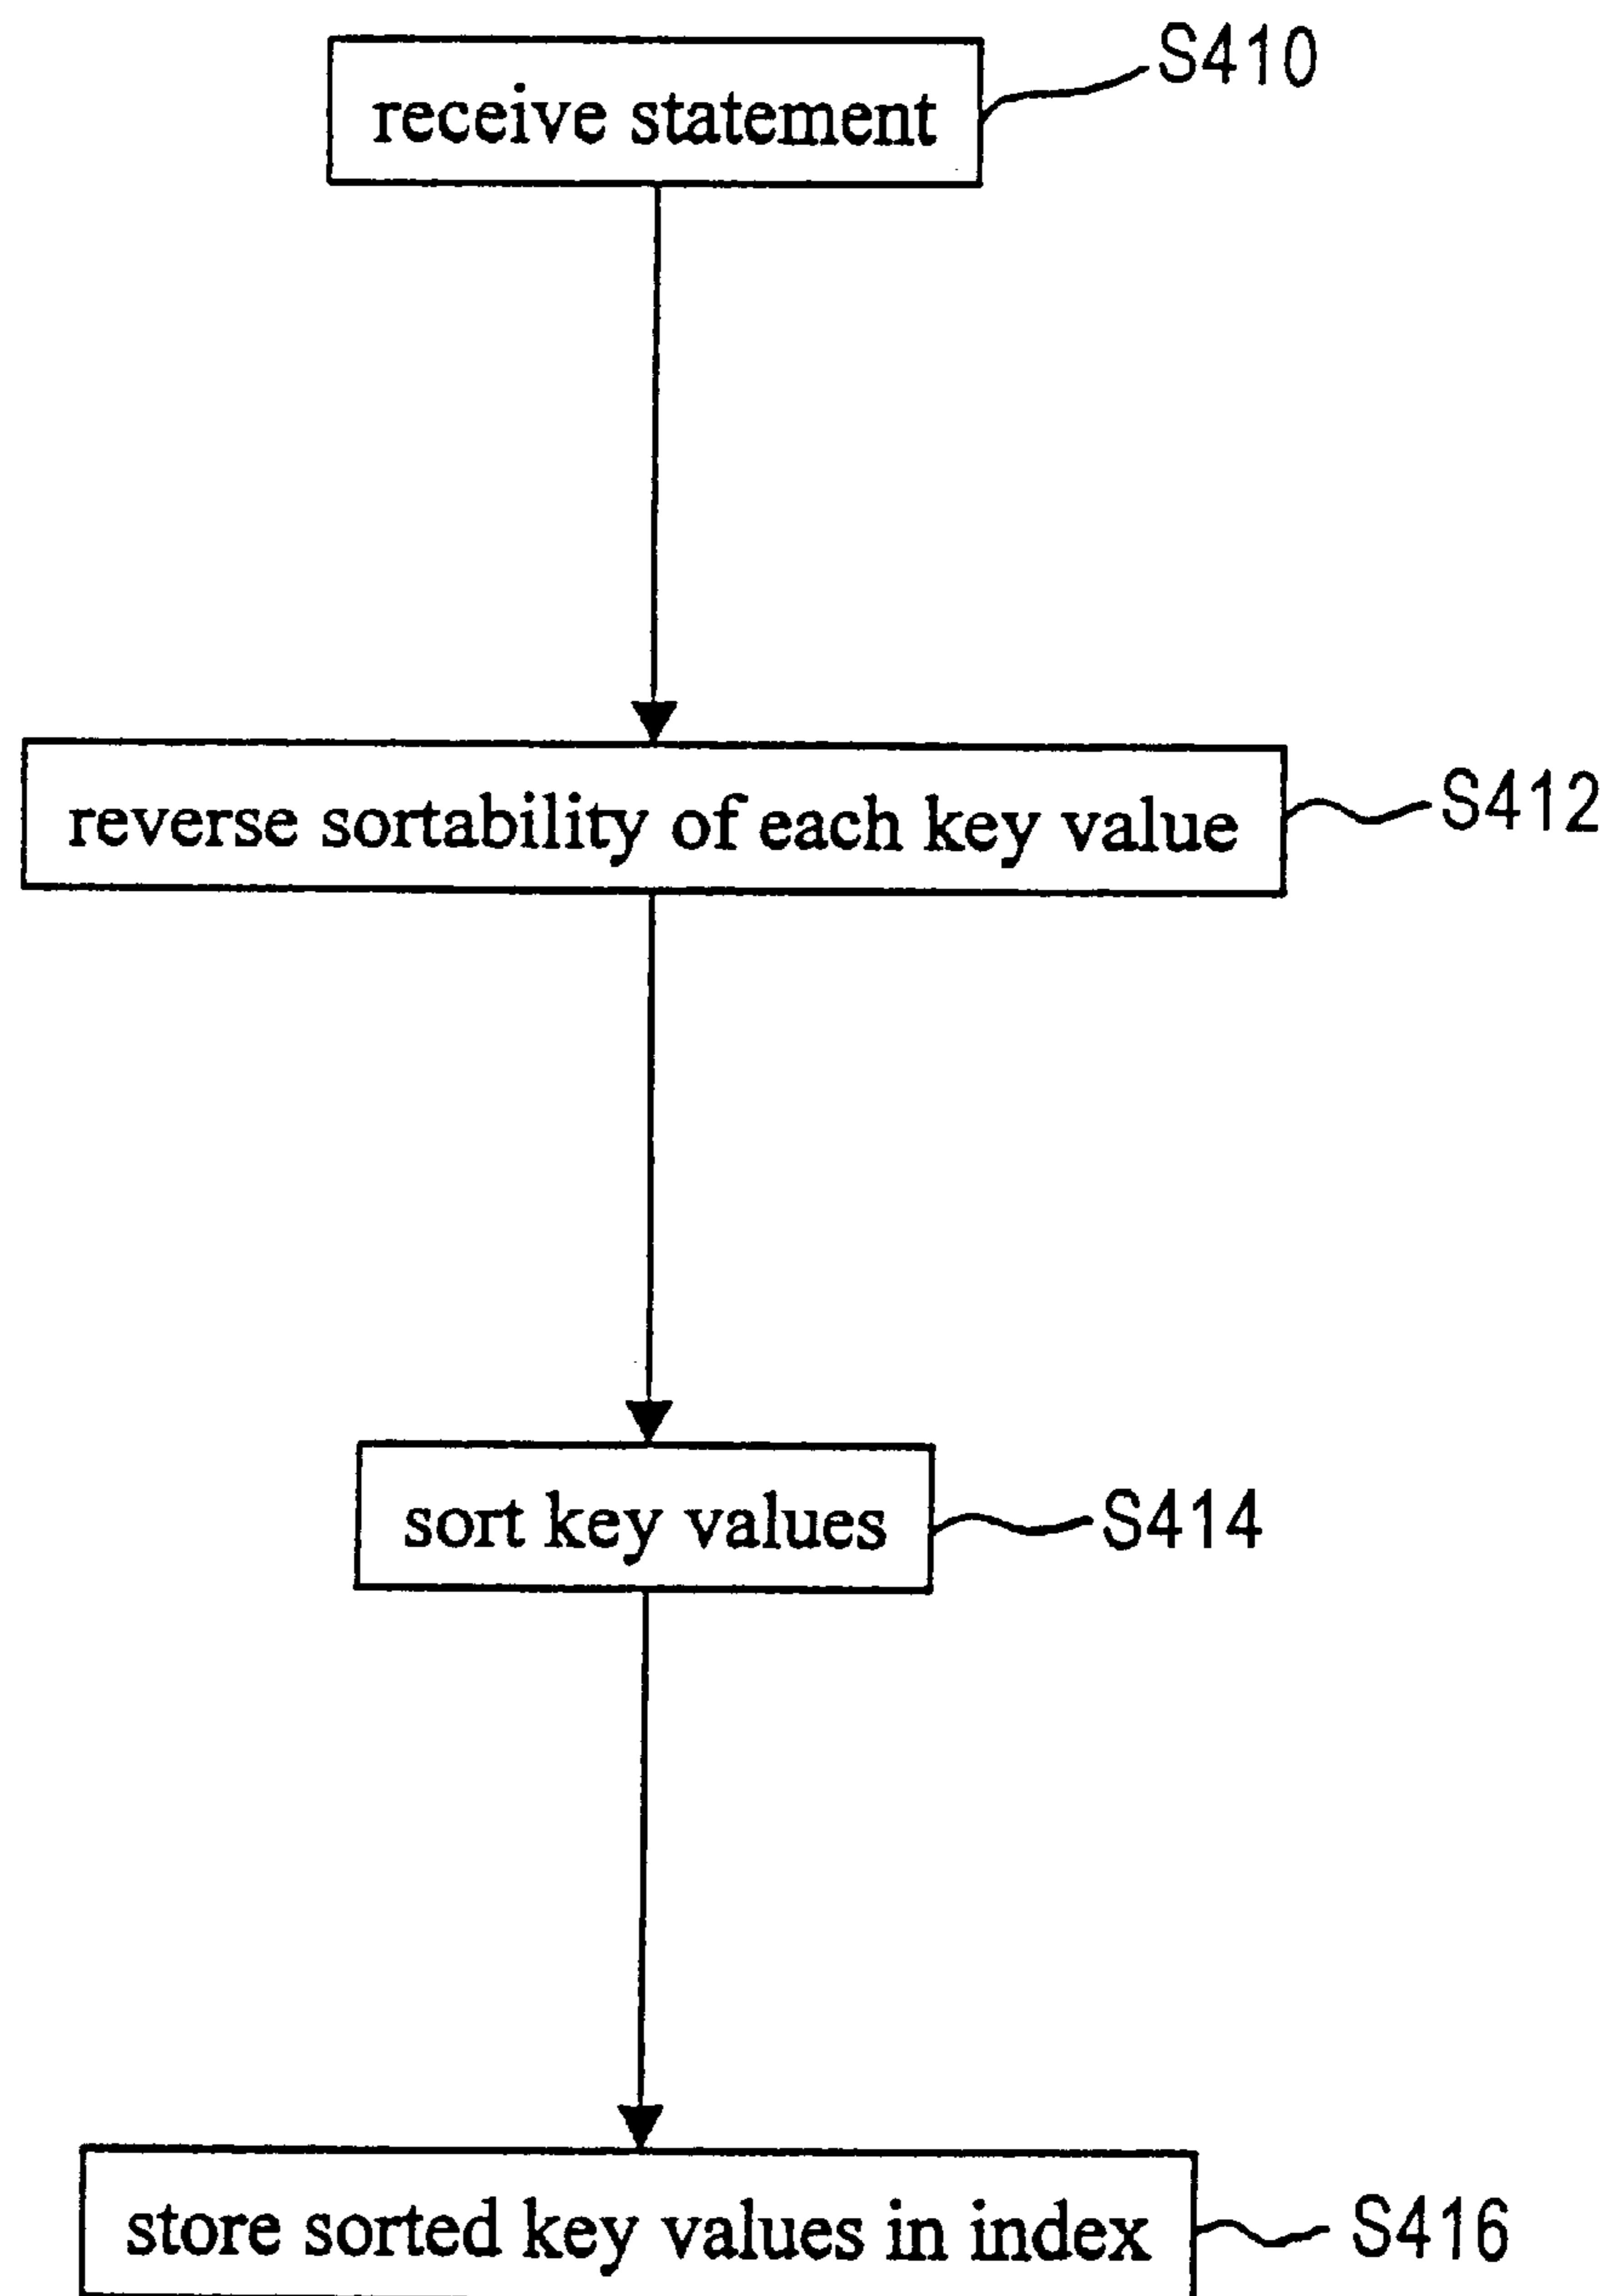 receive statement
S410
reverse sortability of each key value
S412
sort key values
S414
store sorted key values in index
S416